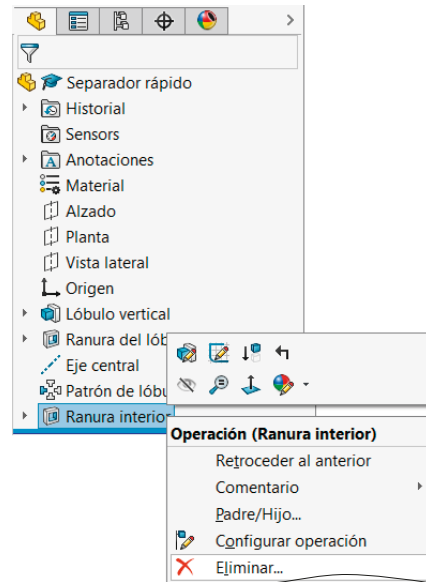 Separador rápido
Historial
Sensors
Anotaciones
Material
Alzado
Planta
Vista lateral
Origen
Lóbulo vertical
Ranura del lób
Eje central
Patrón de lóbu
Ranura interior
Operación (Ranura interior)
Retroceder al anterior
Comentario
Padre/Hijo...
Configurar operación
Eliminar...